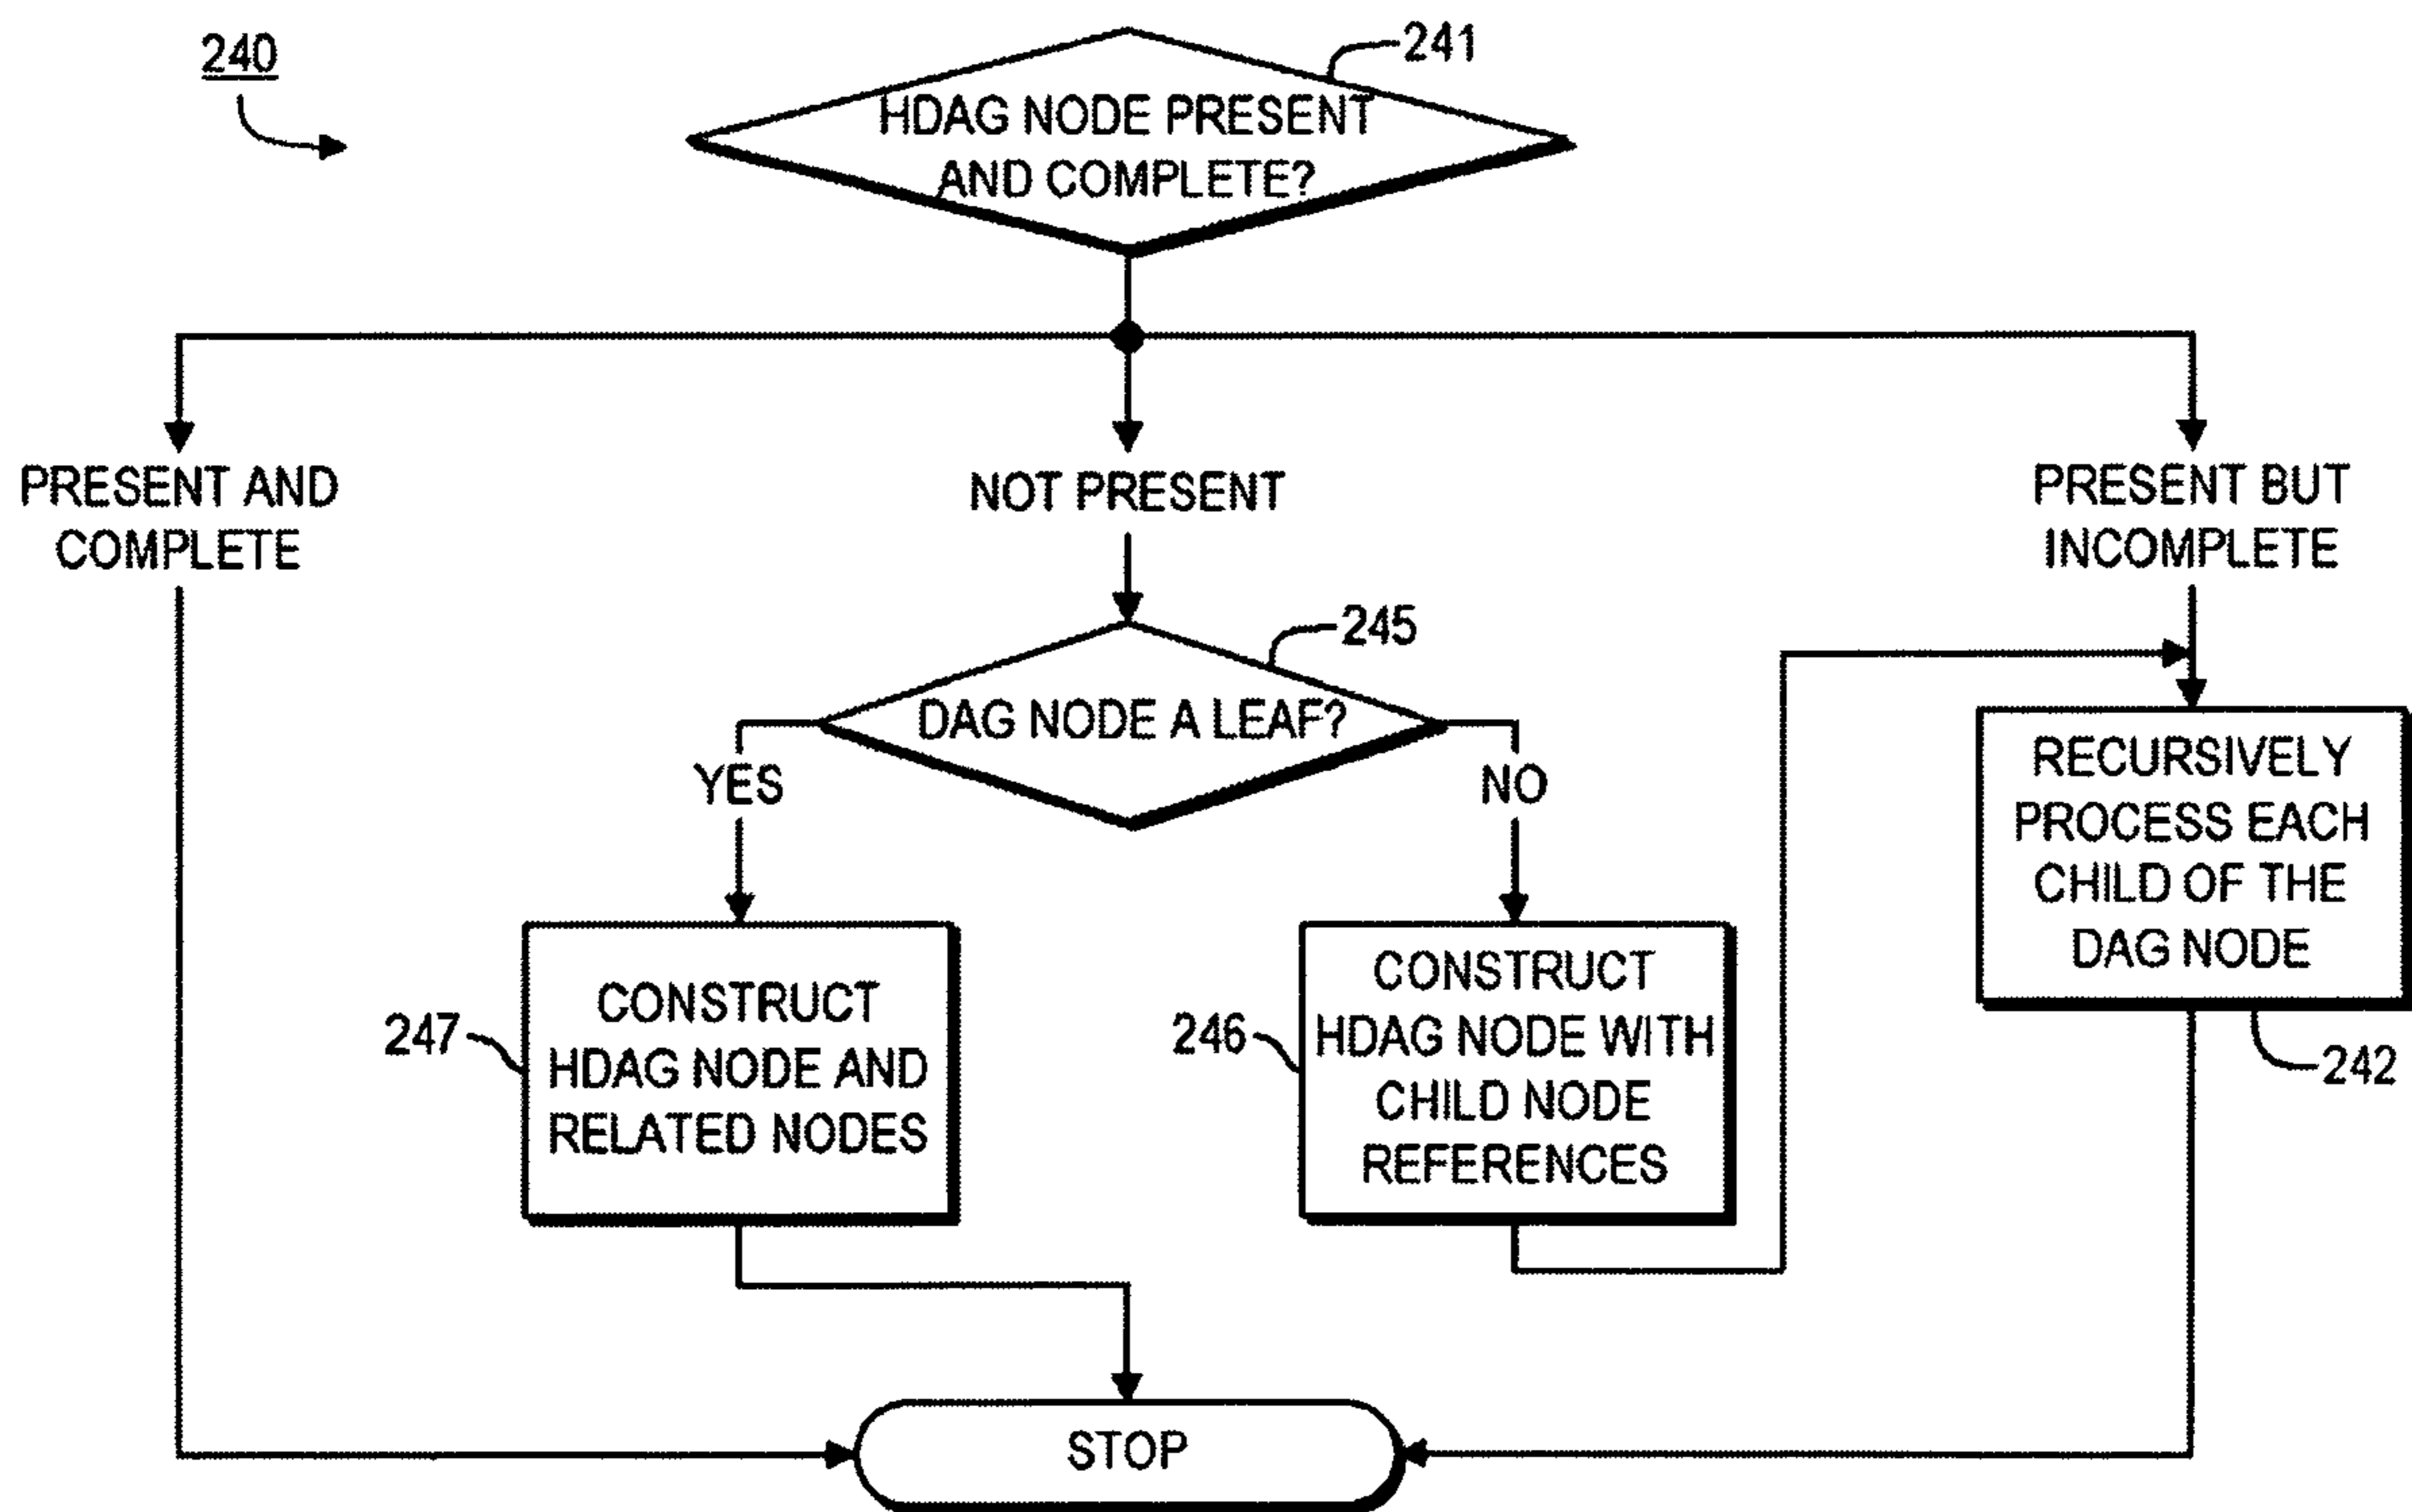 240
241
HDAG NODE PRESENT
AND COMPLETE?
PRESENT AND
COMPLETE
NOT PRESENT
PRESENT BUT
INCOMPLETE
245
DAG NODE A LEAF?
YES
NO
RECURSIVELY
PROCESS EACH
CHILD OF THE
DAG NODE
242
247
CONSTRUCT
HDAG NODE AND
RELATED NODES
246
CONSTRUCT
HDAG NODE WITH
CHILD NODE
REFERENCES
STOP